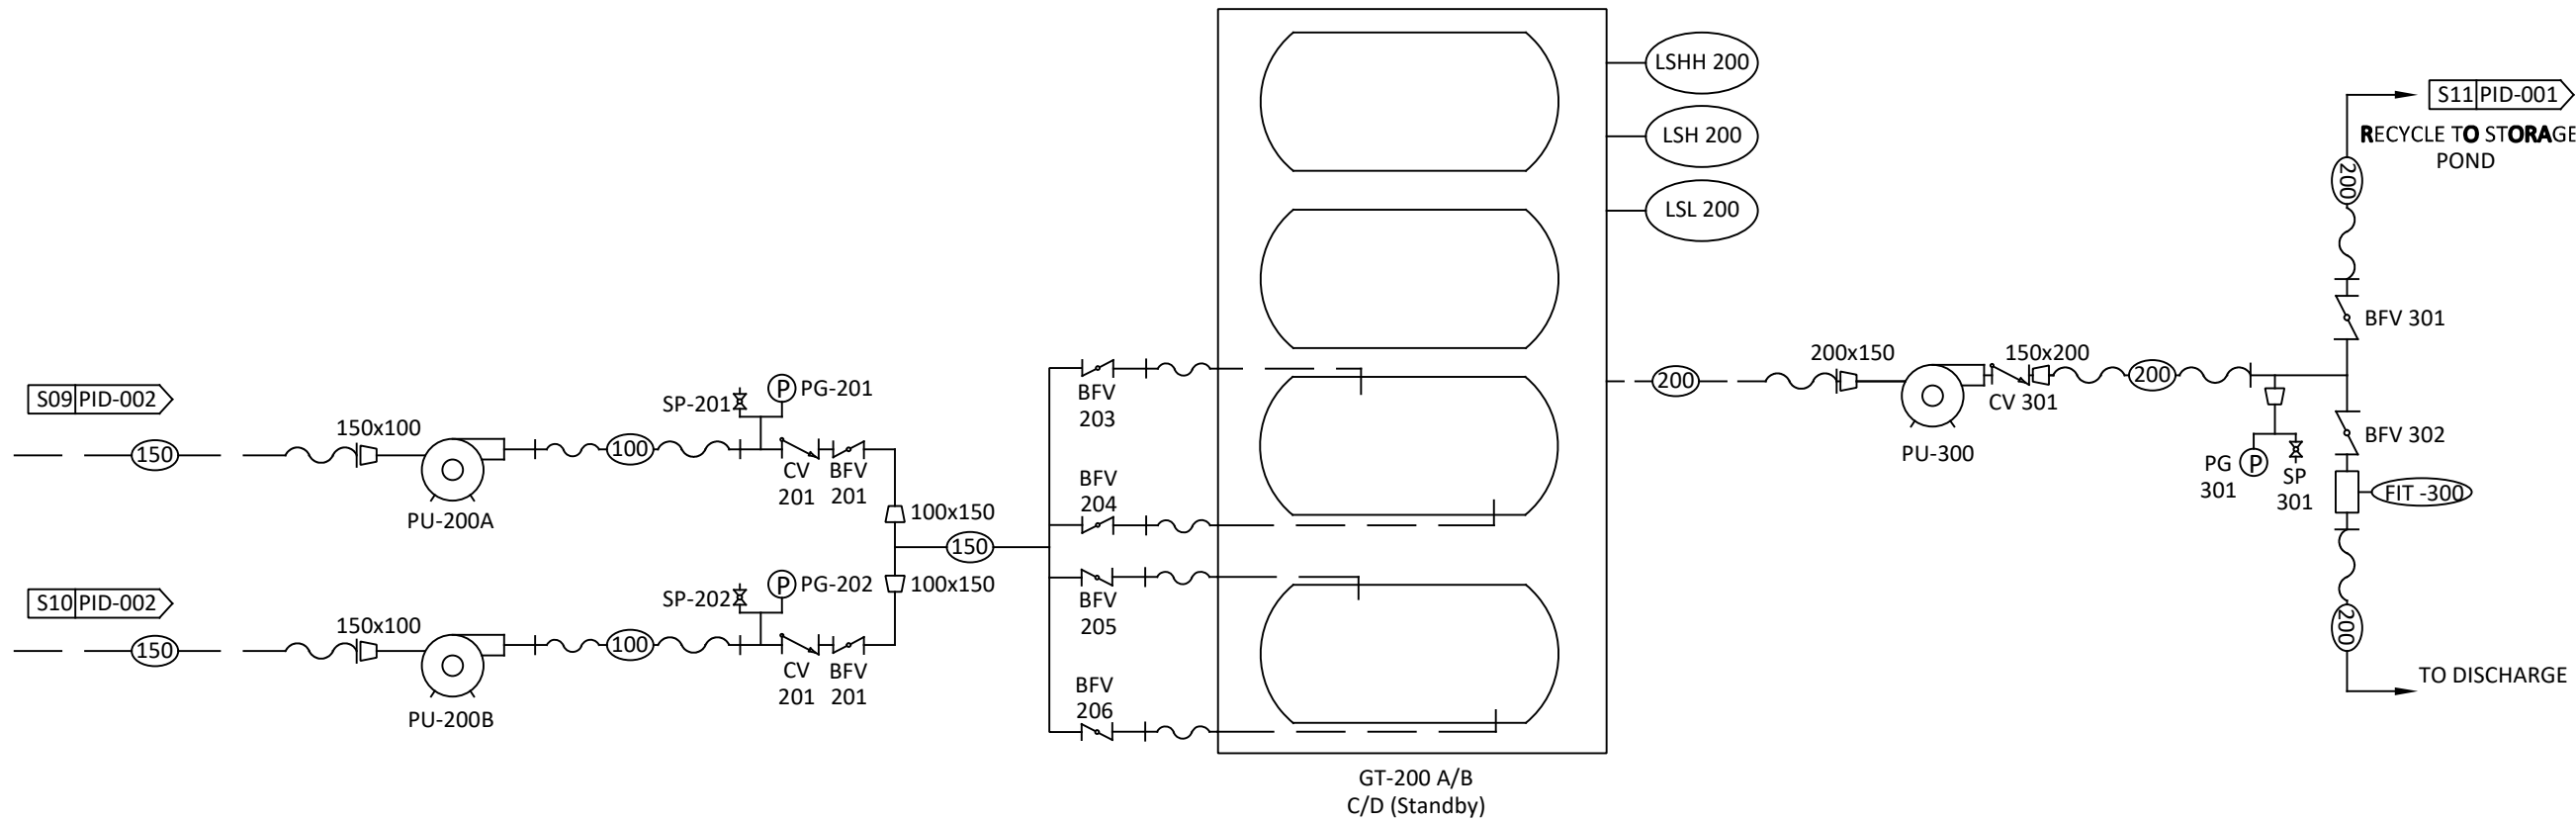 LSHH 200
S11 PID-001
RECYCLE TO STORAGE
POND
LSH 200
200
LSL 200
BFV 301
200x150
150x200
200
200
CV 301
PU-300
BFV 302
PG
301
SP
301
P
FIT -300
200
TO DISCHARGE
S09 PID-002
150
150x100
PU-200A
100
SP-201
P
PG-201
CV
201
BFV
201
100x150
150
100x150
S10 PID-002
150
150x100
PU-200B
100
SP-202
P
PG-202
CV
201
BFV
201
BFV
203
BFV
204
BFV
205
BFV
206
GT-200 A/B
C/D (Standby)